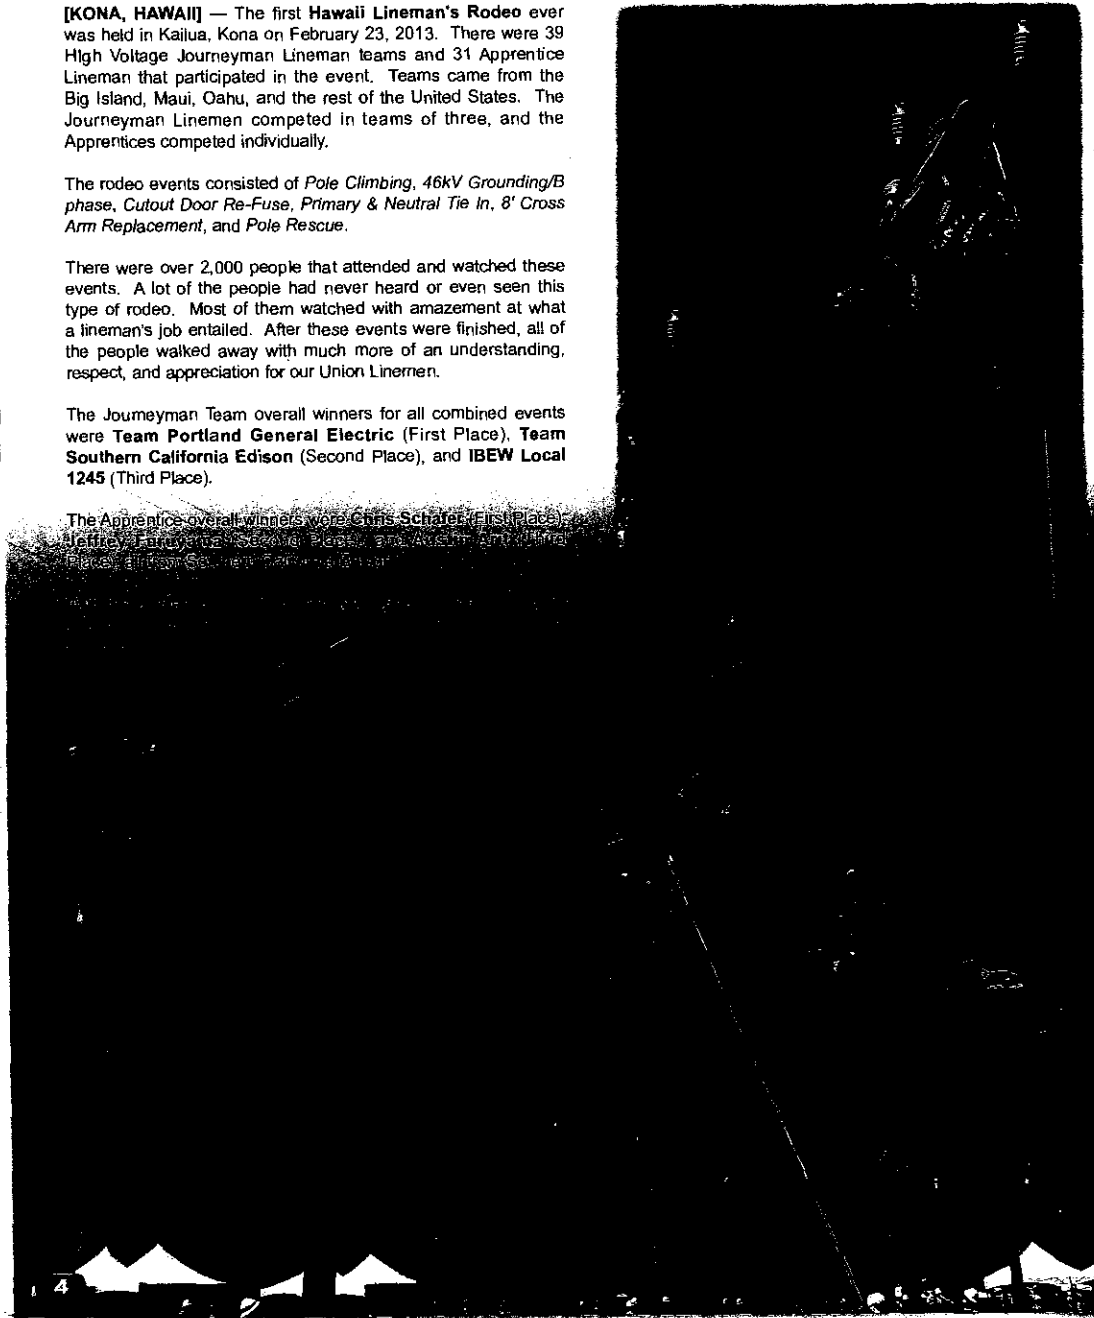 [KONA, HAWAII] — The first Hawaii Lineman's Rodeo ever
was held in Kailua, Kona on February 23, 2013. There were 39
High Voltage Journeyman Lineman teams and 31 Apprentice
Lineman that participated in the event. Teams came from the
Big Island, Maui, Oahu, and the rest of the United States. The
Journeyman Linemen competed in teams of three, and the
Apprentices competed individually.
The rodeo events consisted of Pole Climbing, 46kV Grounding/B
phase, Cutout Door Re-Fuse, Primary & Neutral Tie In, 8' Cross
Arm Replacement, and Pole Rescue.
There were over 2,000 people that attended and watched these
events. A lot of the people had never heard or even seen this
type of rodeo. Most of them watched with amazement at what
a lineman's job entailed. After these events were finished, all of
the people walked away with much more of an understanding,
respect, and appreciation for our Union Linemen.
The Journeyman Team overall winners for all combined events
were Team Portland General Electric (First Place), Team
Southern California Edison (Second Place), and IBEW Local
1245 (Third Place).
The Apprentice overall winners were Chris Schafer (First Place),
Jeffrey Furuyama (Second Place), and Austin
4